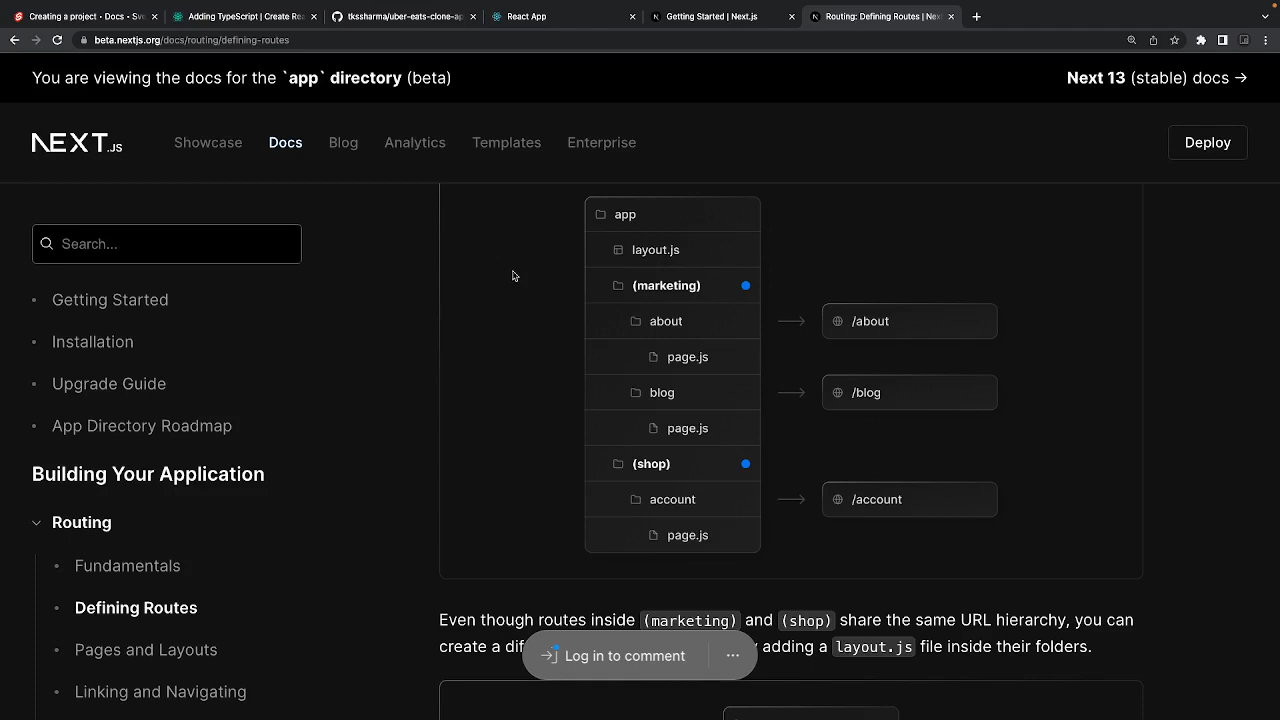 Creating a project • Docs • Sve
Adding TypeScript | Create Rea
tkssharma/uber-eats-clone-ap
React App
Getting Started | Next.js
Routing: Defining Routes | Next
beta.nextjs.org/docs/routing/defining-routes
You are viewing the docs for the `app` directory (beta)
Next 13 (stable) docs →
NEXT.JS
Showcase
Docs
Blog
Analytics
Templates
Enterprise
Deploy
Search...
Getting Started
Installation
Upgrade Guide
App Directory Roadmap
Building Your Application
Routing
Fundamentals
Defining Routes
Pages and Layouts
Linking and Navigating
app
layout.js
(marketing)
about
/about
page.js
blog
/blog
page.js
(shop)
account
/account
page.js
Even though routes inside (marketing) and (shop) share the same URL hierarchy, you can
create a dif
adding a layout.js file inside their folders.
Log in to comment